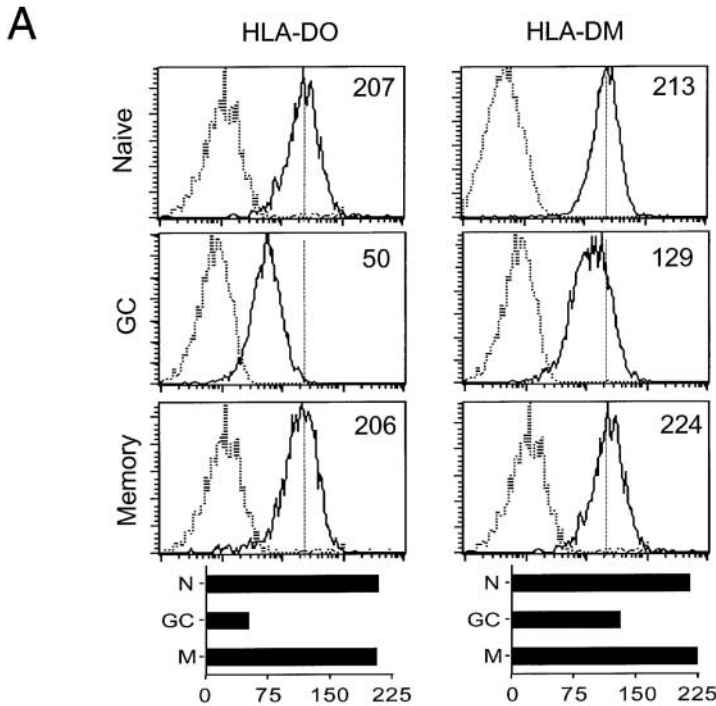 A
HLA-DO HLA-DM
Naive 207 213
GC 50 129
Memory 206 224
N N
GC GC
M M
0 75 150 225 0 75 150 225